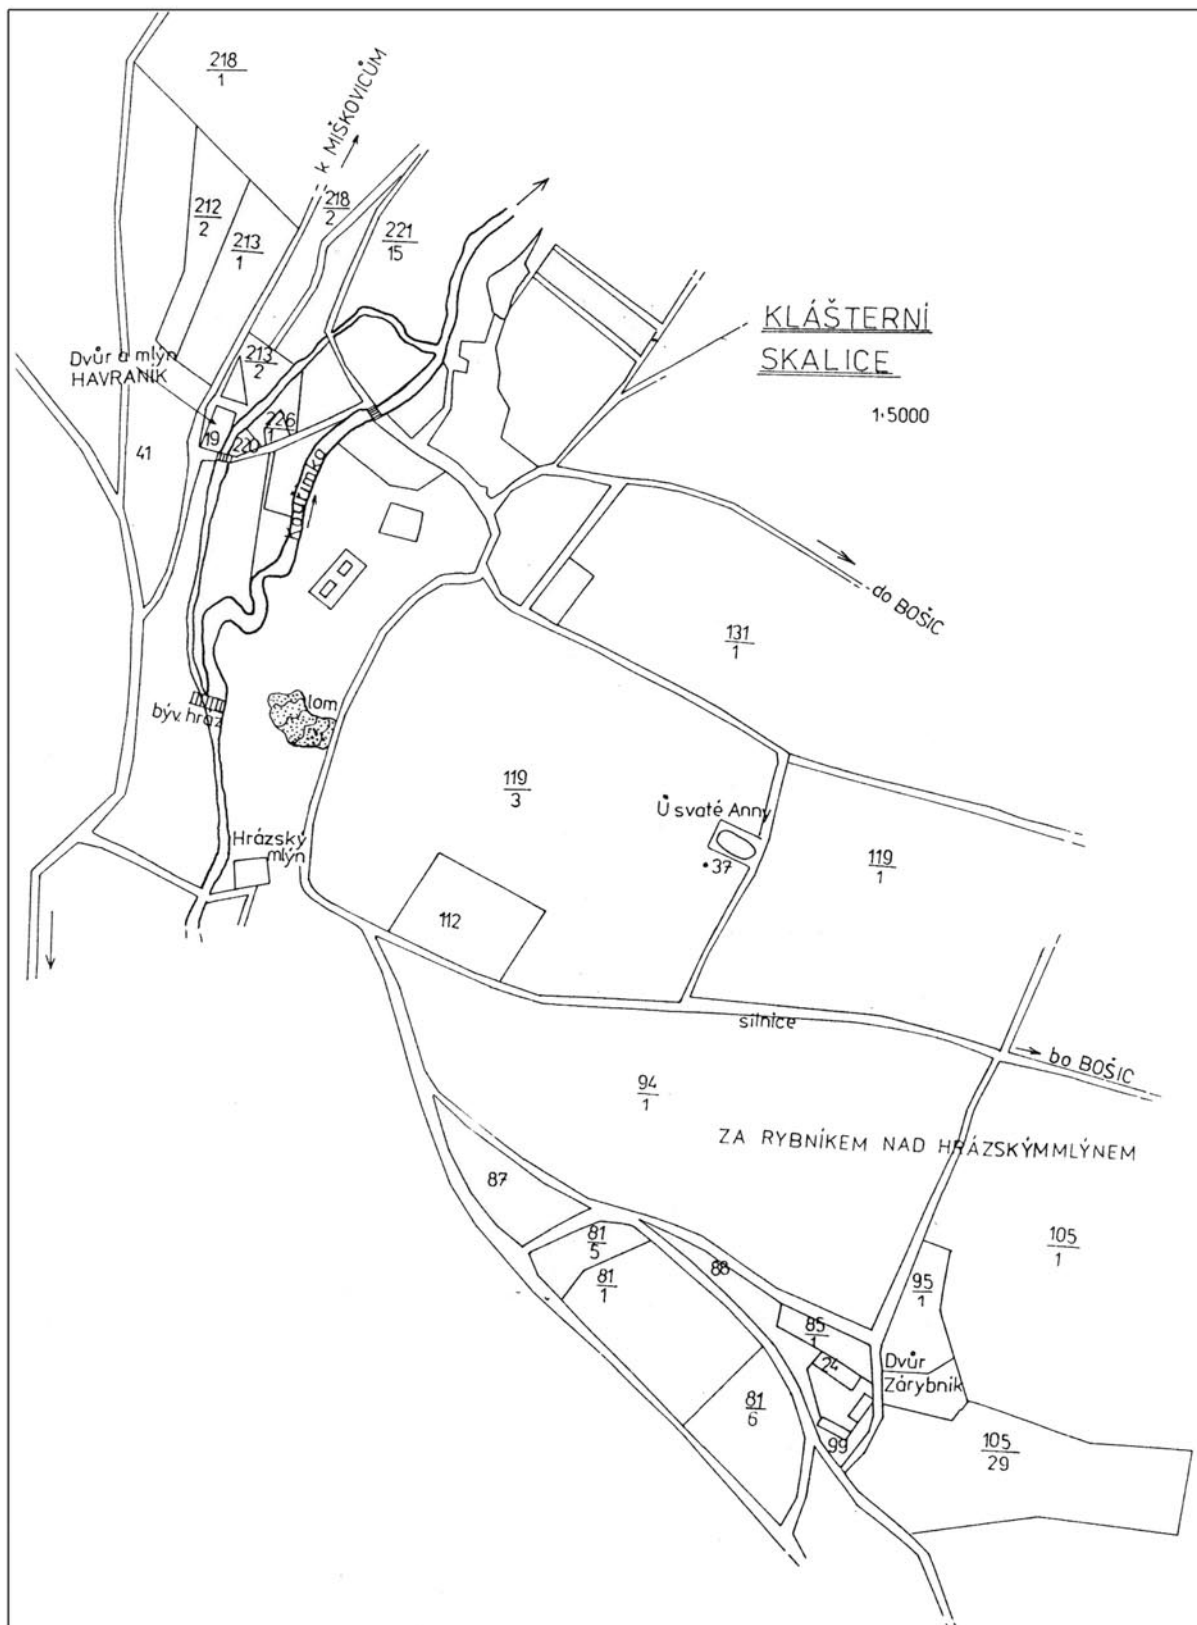 218
1
k MIŠKOVICŮM
212
2
213
1
218
2
221
15
KLÁŠTERNÍ
SKALICE
1:5000
Dvůr a mlýn
HAVRANÍK
213
2
226
1
19
220
41
Kouřimka
do BOŠIC
131
1
lom
býv. hráz
119
3
Ů svaté Anny
37
119
1
Hrázský
mlýn
112
silnice
bo BOŠIC
94
1
ZA RYBNÍKEM NAD HRÁZSKÝM MLÝNEM
87
81
5
81
1
88
105
1
95
1
85
1
24
Dvůr
Zárybník
81
6
99
105
29